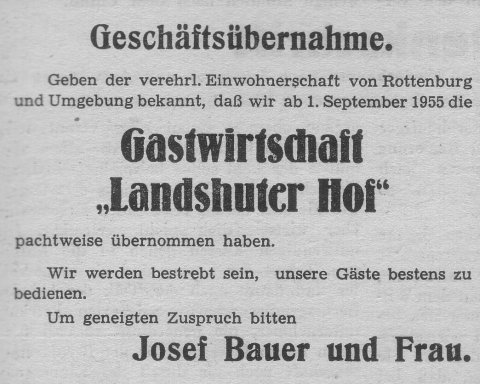 Geschäftsübernahme.
Geben der verehrl. Einwohnerschaft von Rottenburg
und Umgebung bekannt, daß wir ab 1. September 1955 die
Gastwirtschaft
„Landshuter Hof“
pachtweise übernommen haben.
Wir werden bestrebt sein, unsere Gäste bestens zu
bedienen.
Um geneigten Zuspruch bitten
Josef Bauer und Frau.